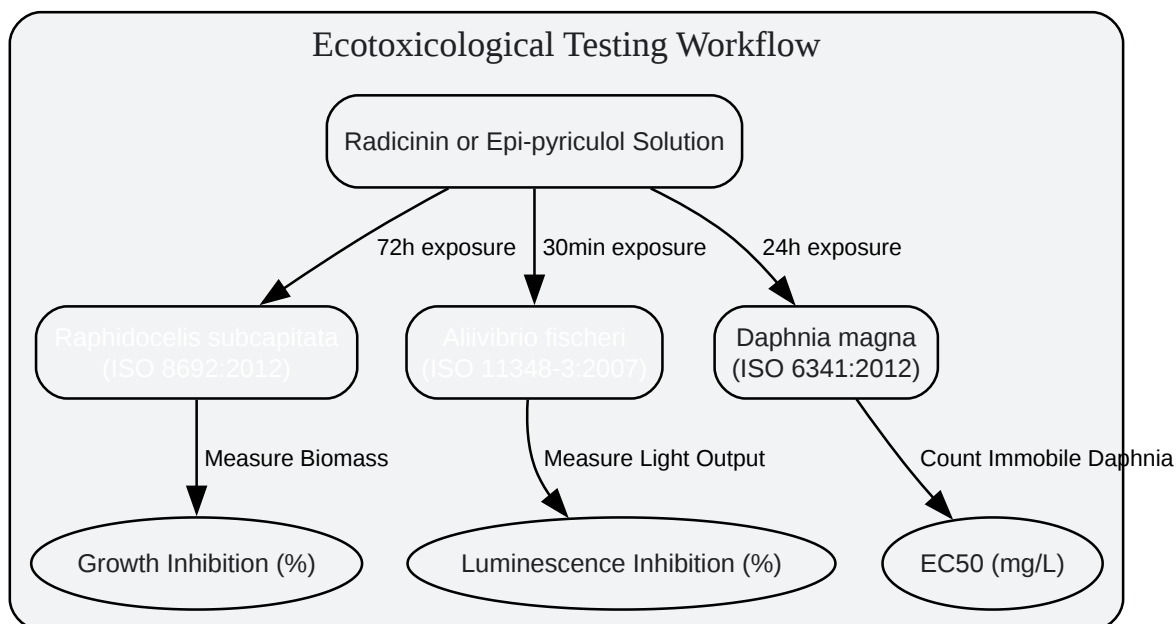 Ecotoxicological Testing Workflow
Radicinin or Epi-pyriculol Solution
72h exposure
30min exposure
24h exposure
Raphidocelis subcapitata
(ISO 8692:2012)
Aliivibrio fischeri
(ISO 11348-3:2007)
Daphnia magna
(ISO 6341:2012)
Measure Biomass
Measure Light Output
Count Immobile Daphnia
Growth Inhibition (%)
Luminescence Inhibition (%)
EC50 (mg/L)